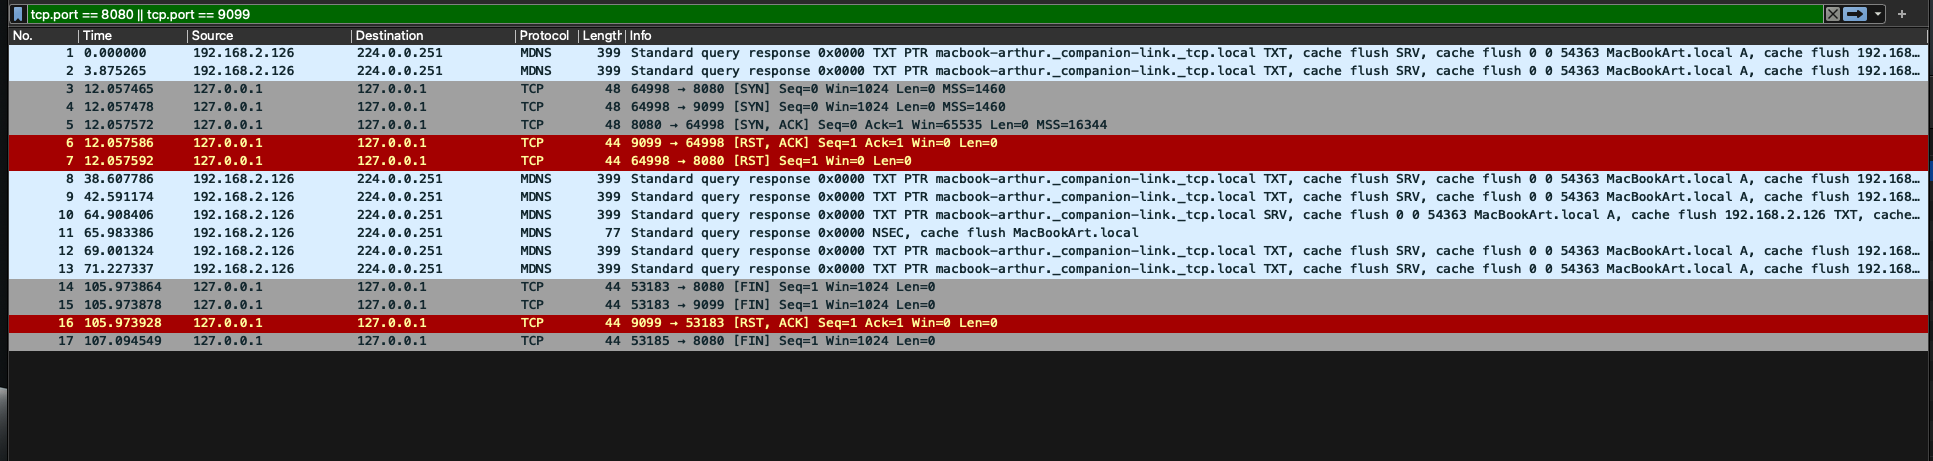 tcp.port == 8080 || tcp.port == 9099
No. Time Source Destination Protocol Length Info
1 0.000000 192.168.2.126 224.0.0.251 MDNS 399 Standard query response 0x0000 TXT PTR macbook-arthur._companion-link._tcp.local TXT, cache flush SRV, cache flush 0 0 54363 MacBookArt.local A, cache flush 192.168…
2 3.875265 192.168.2.126 224.0.0.251 MDNS 399 Standard query response 0x0000 TXT PTR macbook-arthur._companion-link._tcp.local TXT, cache flush SRV, cache flush 0 0 54363 MacBookArt.local A, cache flush 192.168…
3 12.057465 127.0.0.1 127.0.0.1 TCP 48 64998 → 8080 [SYN] Seq=0 Win=1024 Len=0 MSS=1460
4 12.057478 127.0.0.1 127.0.0.1 TCP 48 64998 → 9099 [SYN] Seq=0 Win=1024 Len=0 MSS=1460
5 12.057572 127.0.0.1 127.0.0.1 TCP 48 8080 → 64998 [SYN, ACK] Seq=0 Ack=1 Win=65535 Len=0 MSS=16344
6 12.057586 127.0.0.1 127.0.0.1 TCP 44 9099 → 64998 [RST, ACK] Seq=1 Ack=1 Win=0 Len=0
7 12.057592 127.0.0.1 127.0.0.1 TCP 44 64998 → 8080 [RST] Seq=1 Win=0 Len=0
8 38.607786 192.168.2.126 224.0.0.251 MDNS 399 Standard query response 0x0000 TXT PTR macbook-arthur._companion-link._tcp.local TXT, cache flush SRV, cache flush 0 0 54363 MacBookArt.local A, cache flush 192.168…
9 42.591174 192.168.2.126 224.0.0.251 MDNS 399 Standard query response 0x0000 TXT PTR macbook-arthur._companion-link._tcp.local TXT, cache flush SRV, cache flush 0 0 54363 MacBookArt.local A, cache flush 192.168…
10 64.908406 192.168.2.126 224.0.0.251 MDNS 399 Standard query response 0x0000 TXT PTR macbook-arthur._companion-link._tcp.local SRV, cache flush 0 0 54363 MacBookArt.local A, cache flush 192.168.2.126 TXT, cache…
11 65.983386 192.168.2.126 224.0.0.251 MDNS 77 Standard query response 0x0000 NSEC, cache flush MacBookArt.local
12 69.001324 192.168.2.126 224.0.0.251 MDNS 399 Standard query response 0x0000 TXT PTR macbook-arthur._companion-link._tcp.local TXT, cache flush SRV, cache flush 0 0 54363 MacBookArt.local A, cache flush 192.168…
13 71.227337 192.168.2.126 224.0.0.251 MDNS 399 Standard query response 0x0000 TXT PTR macbook-arthur._companion-link._tcp.local TXT, cache flush SRV, cache flush 0 0 54363 MacBookArt.local A, cache flush 192.168…
14 105.973864 127.0.0.1 127.0.0.1 TCP 44 53183 → 8080 [FIN] Seq=1 Win=1024 Len=0
15 105.973878 127.0.0.1 127.0.0.1 TCP 44 53183 → 9099 [FIN] Seq=1 Win=1024 Len=0
16 105.973928 127.0.0.1 127.0.0.1 TCP 44 9099 → 53183 [RST, ACK] Seq=1 Ack=1 Win=0 Len=0
17 107.094549 127.0.0.1 127.0.0.1 TCP 44 53185 → 8080 [FIN] Seq=1 Win=1024 Len=0